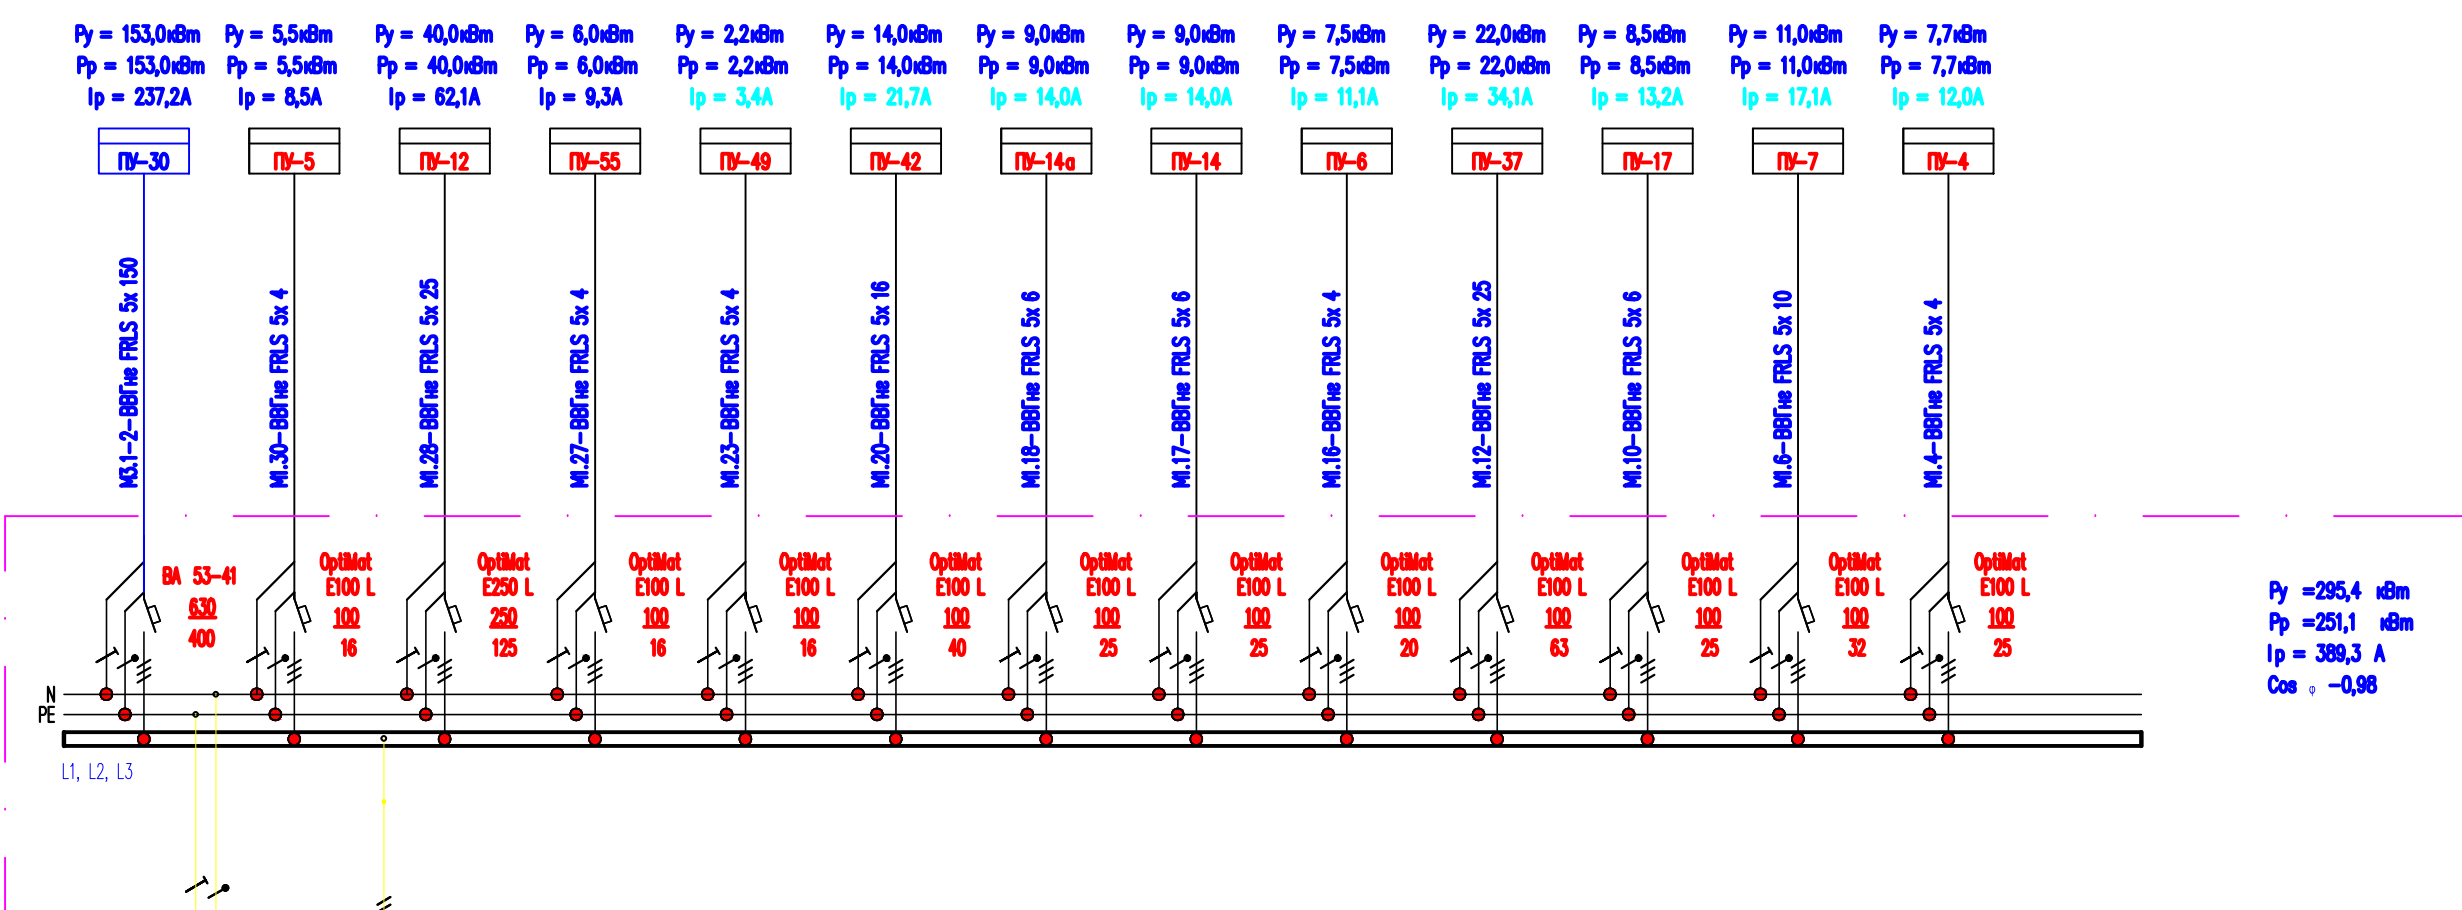 Ру = 153,0кВт
Рр = 153,0кВт
Iр = 237,2А
ПУ-30
М3.1-2-ВВГнг FRLS 5х 150
ВА 53-41
630
400
Ру = 5,5кВт
Рр = 5,5кВт
Iр = 8,5А
ПУ-5
М1.30-ВВГнг FRLS 5х 4
OptiMat
E100 L
100
16
Ру = 40,0кВт
Рр = 40,0кВт
Iр = 62,1А
ПУ-12
М1.28-ВВГнг FRLS 5х 25
OptiMat
E250 L
250
125
Ру = 6,0кВт
Рр = 6,0кВт
Iр = 9,3А
ПУ-55
М1.27-ВВГнг FRLS 5х 4
OptiMat
E100 L
100
16
Ру = 2,2кВт
Рр = 2,2кВт
Iр = 3,4А
ПУ-49
М1.23-ВВГнг FRLS 5х 4
OptiMat
E100 L
100
16
Ру = 14,0кВт
Рр = 14,0кВт
Iр = 21,7А
ПУ-42
М1.20-ВВГнг FRLS 5х 16
OptiMat
E100 L
100
40
Ру = 9,0кВт
Рр = 9,0кВт
Iр = 14,0А
ПУ-14а
М1.18-ВВГнг FRLS 5х 6
OptiMat
E100 L
100
25
Ру = 9,0кВт
Рр = 9,0кВт
Iр = 14,0А
ПУ-14
М1.17-ВВГнг FRLS 5х 6
OptiMat
E100 L
100
25
Ру = 7,5кВт
Рр = 7,5кВт
Iр = 11,1А
ПУ-6
М1.16-ВВГнг FRLS 5х 4
OptiMat
E100 L
100
20
Ру = 22,0кВт
Рр = 22,0кВт
Iр = 34,1А
ПУ-37
М1.12-ВВГнг FRLS 5х 25
OptiMat
E100 L
100
63
Ру = 8,5кВт
Рр = 8,5кВт
Iр = 13,2А
ПУ-17
М1.10-ВВГнг FRLS 5х 6
OptiMat
E100 L
100
25
Ру = 11,0кВт
Рр = 11,0кВт
Iр = 17,1А
ПУ-7
М1.6-ВВГнг FRLS 5х 10
OptiMat
E100 L
100
32
Ру = 7,7кВт
Рр = 7,7кВт
Iр = 12,0А
ПУ-4
М1.4-ВВГнг FRLS 5х 4
OptiMat
E100 L
100
25
Ру =295,4 кВт
Рр =251,1 кВт
Iр = 389,3 А
Cos φ -0,98
N
PE
L1, L2, L3